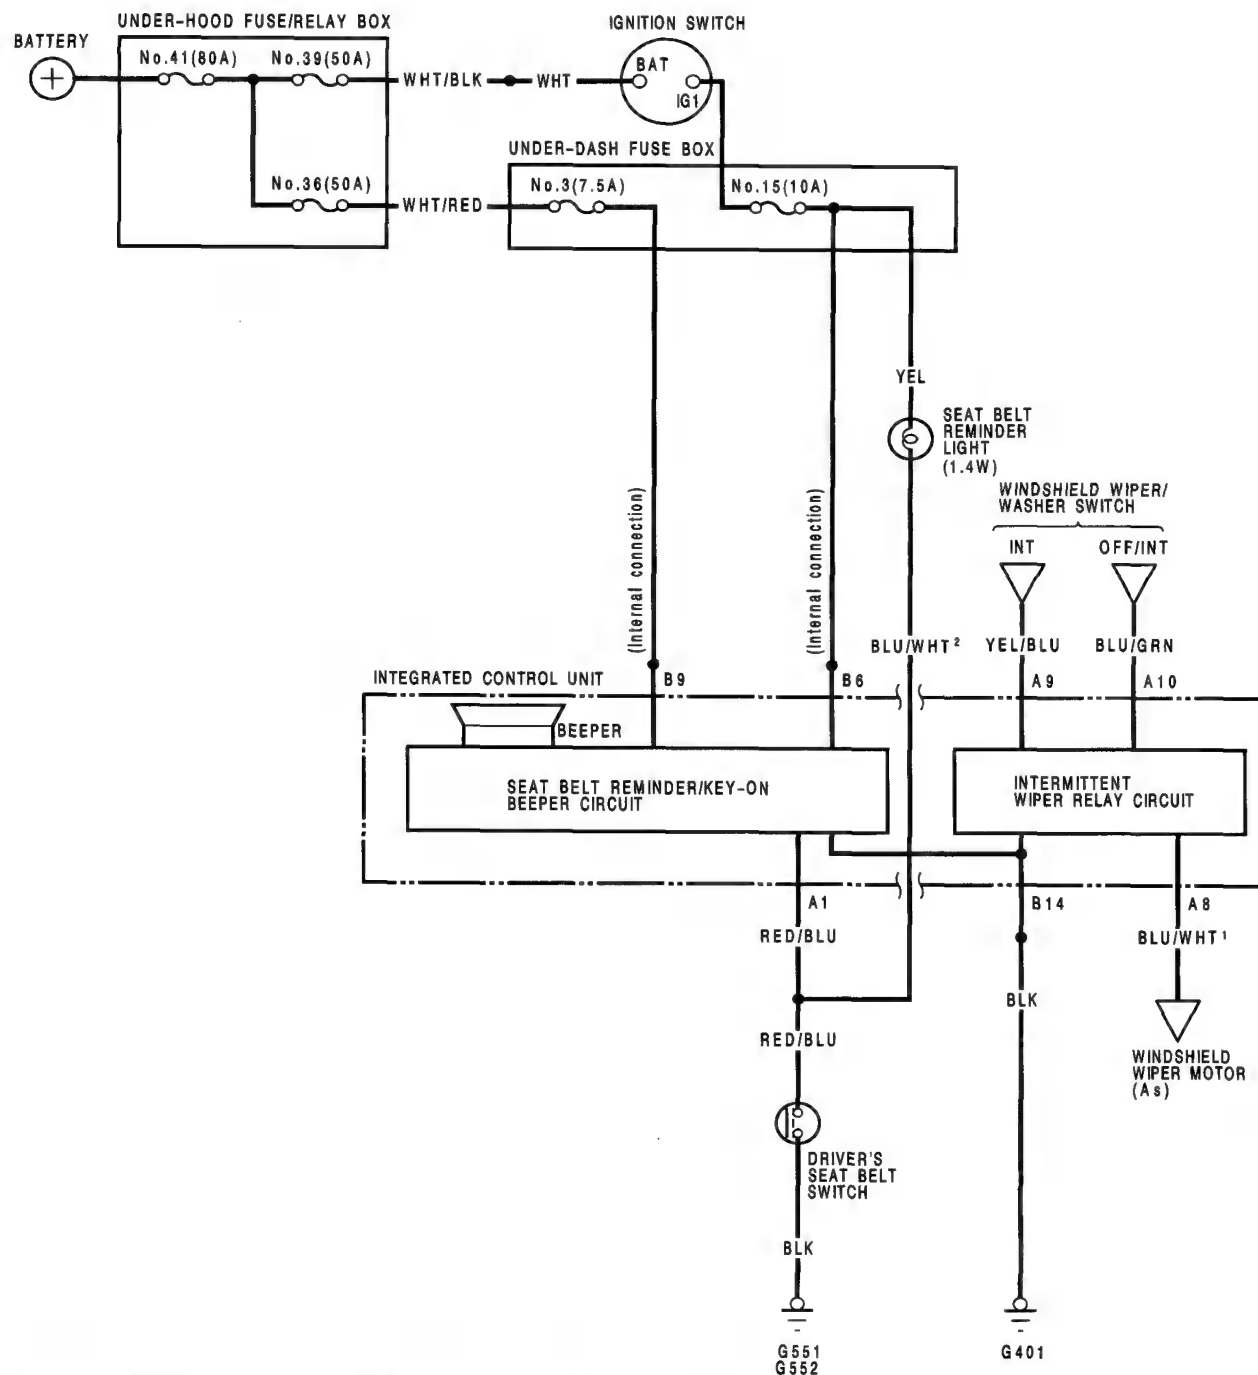 UNDER-HOOD FUSE/RELAY BOX
IGNITION SWITCH
BATTERY
No.41(80A)
No.39(50A)
BAT
WHT/BLK
WHT
IG1
UNDER-DASH FUSE BOX
No.36(50A)
No.3(7.5A)
No.15(10A)
WHT/RED
YEL
SEAT BELT
REMINDER
LIGHT
(1.4W)
WINDSHIELD WIPER/
WASHER SWITCH
(Internal connection)
(Internal connection)
INT
OFF/INT
BLU/WHT²
YEL/BLU
BLU/GRN
INTEGRATED CONTROL UNIT
B9
B6
A9
A10
BEEPER
SEAT BELT REMINDER/KEY-ON
BEEPER CIRCUIT
INTERMITTENT
WIPER RELAY CIRCUIT
A1
B14
A8
RED/BLU
BLU/WHT¹
BLK
RED/BLU
WINDSHIELD
WIPER MOTOR
(As)
DRIVER'S
SEAT BELT
SWITCH
BLK
G551
G552
G401